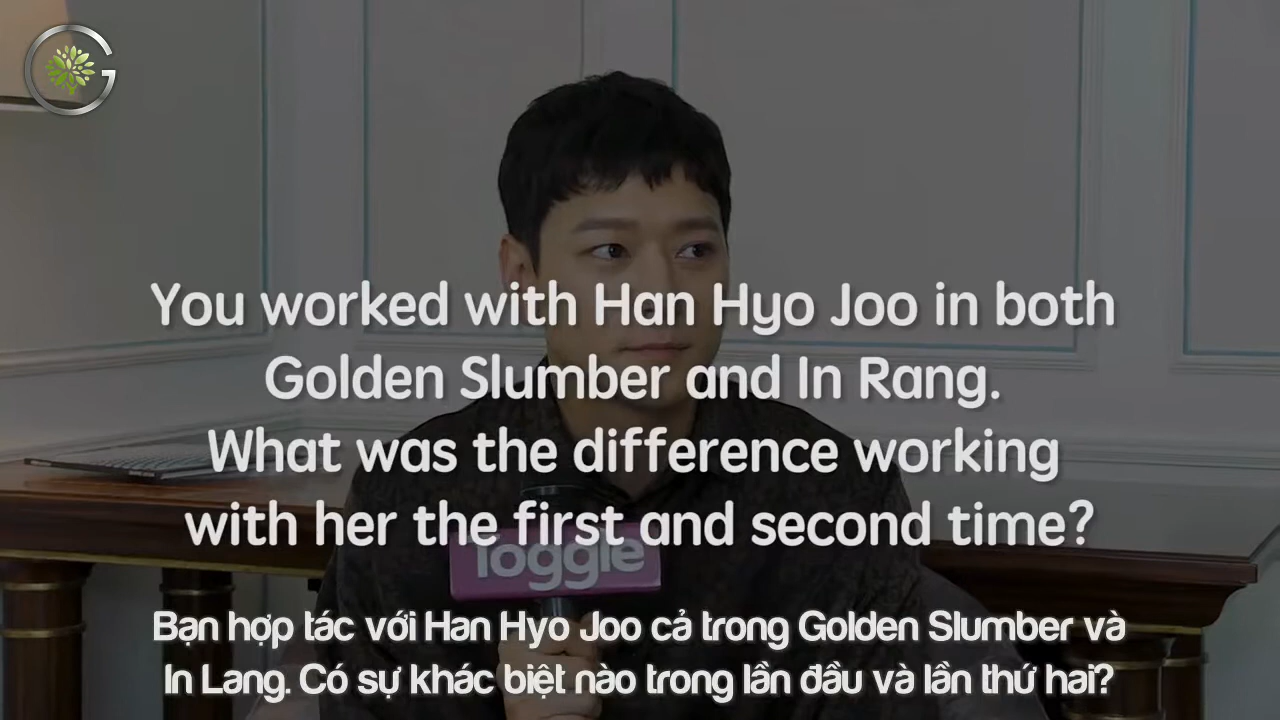 G
You worked with Han Hyo Joo in both
Golden Slumber and In Rang.
What was the difference working
with her the first and second time?
Toggle
Bạn hợp tác với Han Hyo Joo cả trong Golden Slumber và
In Lang. Có sự khác biệt nào trong lần đầu và lần thứ hai?